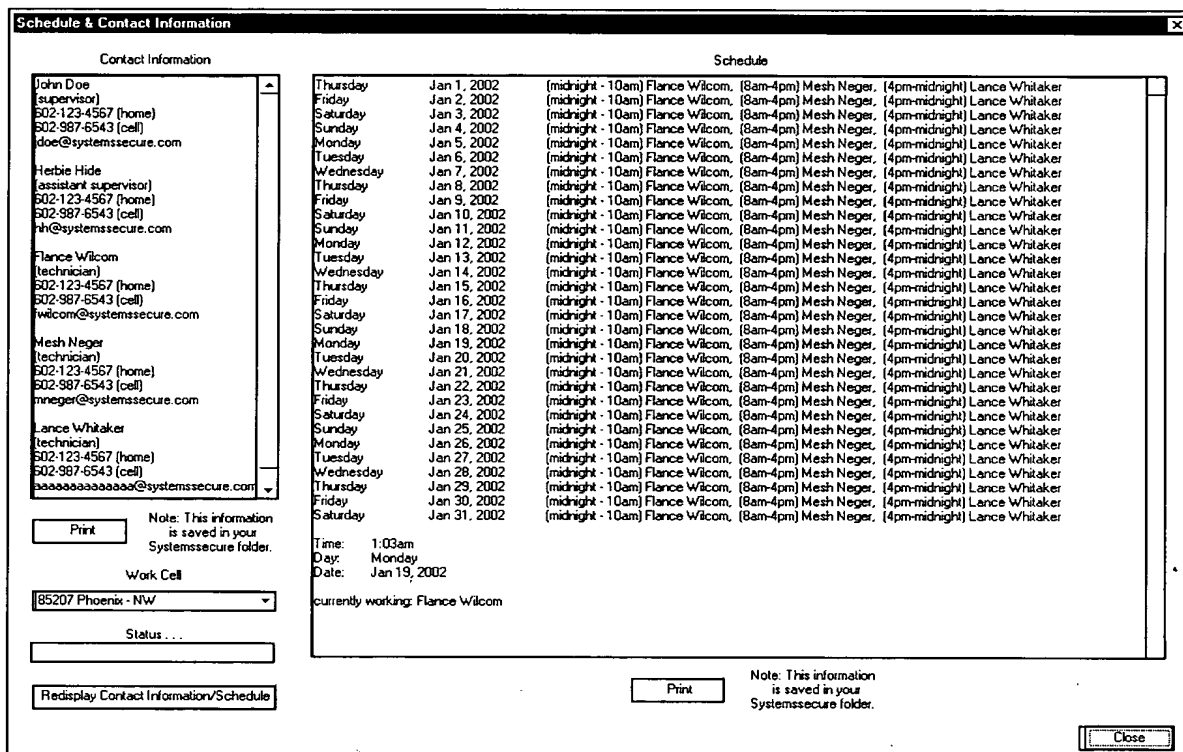 Schedule & Contact Information
Contact Information
John Doe
(supervisor)
602-123-4567 (home)
602-987-6543 (cell)
jdoe@systemssecure.com
Herbie Hide
(assistant supervisor)
602-123-4567 (home)
602-987-6543 (cell)
hh@systemssecure.com
Flance Wilcom
(technician)
602-123-4567 (home)
602-987-6543 (cell)
fwilcom@systemssecure.com
Mesh Neger
(technician)
602-123-4567 (home)
602-987-6543 (cell)
mneger@systemssecure.com
Lance Whitaker
(technician)
602-123-4567 (home)
602-987-6543 (cell)
aaaaaaaaaaaaaa@systemssecure.com
Print
Note: This information
is saved in your
Systemssecure folder.
Work Cell
85207 Phoenix - NW
Status . . .
Redisplay Contact Information/Schedule
Schedule
Thursday Jan 1, 2002 (midnight - 10am) Flance Wilcom, (8am-4pm) Mesh Neger, (4pm-midnight) Lance Whitaker
Friday Jan 2, 2002 (midnight - 10am) Flance Wilcom, (8am-4pm) Mesh Neger, (4pm-midnight) Lance Whitaker
Saturday Jan 3, 2002 (midnight - 10am) Flance Wilcom, (8am-4pm) Mesh Neger, (4pm-midnight) Lance Whitaker
Sunday Jan 4, 2002 (midnight - 10am) Flance Wilcom, (8am-4pm) Mesh Neger, (4pm-midnight) Lance Whitaker
Monday Jan 5, 2002 (midnight - 10am) Flance Wilcom, (8am-4pm) Mesh Neger, (4pm-midnight) Lance Whitaker
Tuesday Jan 6, 2002 (midnight - 10am) Flance Wilcom, (8am-4pm) Mesh Neger, (4pm-midnight) Lance Whitaker
Wednesday Jan 7, 2002 (midnight - 10am) Flance Wilcom, (8am-4pm) Mesh Neger, (4pm-midnight) Lance Whitaker
Thursday Jan 8, 2002 (midnight - 10am) Flance Wilcom, (8am-4pm) Mesh Neger, (4pm-midnight) Lance Whitaker
Friday Jan 9, 2002 (midnight - 10am) Flance Wilcom, (8am-4pm) Mesh Neger, (4pm-midnight) Lance Whitaker
Saturday Jan 10, 2002 (midnight - 10am) Flance Wilcom, (8am-4pm) Mesh Neger, (4pm-midnight) Lance Whitaker
Sunday Jan 11, 2002 (midnight - 10am) Flance Wilcom, (8am-4pm) Mesh Neger, (4pm-midnight) Lance Whitaker
Monday Jan 12, 2002 (midnight - 10am) Flance Wilcom, (8am-4pm) Mesh Neger, (4pm-midnight) Lance Whitaker
Tuesday Jan 13, 2002 (midnight - 10am) Flance Wilcom, (8am-4pm) Mesh Neger, (4pm-midnight) Lance Whitaker
Wednesday Jan 14, 2002 (midnight - 10am) Flance Wilcom, (8am-4pm) Mesh Neger, (4pm-midnight) Lance Whitaker
Thursday Jan 15, 2002 (midnight - 10am) Flance Wilcom, (8am-4pm) Mesh Neger, (4pm-midnight) Lance Whitaker
Friday Jan 16, 2002 (midnight - 10am) Flance Wilcom, (8am-4pm) Mesh Neger, (4pm-midnight) Lance Whitaker
Saturday Jan 17, 2002 (midnight - 10am) Flance Wilcom, (8am-4pm) Mesh Neger, (4pm-midnight) Lance Whitaker
Sunday Jan 18, 2002 (midnight - 10am) Flance Wilcom, (8am-4pm) Mesh Neger, (4pm-midnight) Lance Whitaker
Monday Jan 19, 2002 (midnight - 10am) Flance Wilcom, (8am-4pm) Mesh Neger, (4pm-midnight) Lance Whitaker
Tuesday Jan 20, 2002 (midnight - 10am) Flance Wilcom, (8am-4pm) Mesh Neger, (4pm-midnight) Lance Whitaker
Wednesday Jan 21, 2002 (midnight - 10am) Flance Wilcom, (8am-4pm) Mesh Neger, (4pm-midnight) Lance Whitaker
Thursday Jan 22, 2002 (midnight - 10am) Flance Wilcom, (8am-4pm) Mesh Neger, (4pm-midnight) Lance Whitaker
Friday Jan 23, 2002 (midnight - 10am) Flance Wilcom, (8am-4pm) Mesh Neger, (4pm-midnight) Lance Whitaker
Saturday Jan 24, 2002 (midnight - 10am) Flance Wilcom, (8am-4pm) Mesh Neger, (4pm-midnight) Lance Whitaker
Sunday Jan 25, 2002 (midnight - 10am) Flance Wilcom, (8am-4pm) Mesh Neger, (4pm-midnight) Lance Whitaker
Monday Jan 26, 2002 (midnight - 10am) Flance Wilcom, (8am-4pm) Mesh Neger, (4pm-midnight) Lance Whitaker
Tuesday Jan 27, 2002 (midnight - 10am) Flance Wilcom, (8am-4pm) Mesh Neger, (4pm-midnight) Lance Whitaker
Wednesday Jan 28, 2002 (midnight - 10am) Flance Wilcom, (8am-4pm) Mesh Neger, (4pm-midnight) Lance Whitaker
Thursday Jan 29, 2002 (midnight - 10am) Flance Wilcom, (8am-4pm) Mesh Neger, (4pm-midnight) Lance Whitaker
Friday Jan 30, 2002 (midnight - 10am) Flance Wilcom, (8am-4pm) Mesh Neger, (4pm-midnight) Lance Whitaker
Saturday Jan 31, 2002 (midnight - 10am) Flance Wilcom, (8am-4pm) Mesh Neger, (4pm-midnight) Lance Whitaker
Time: 1:03am
Day: Monday
Date: Jan 19, 2002
currently working: Flance Wilcom
Print
Note: This information
is saved in your
Systemssecure folder.
Close